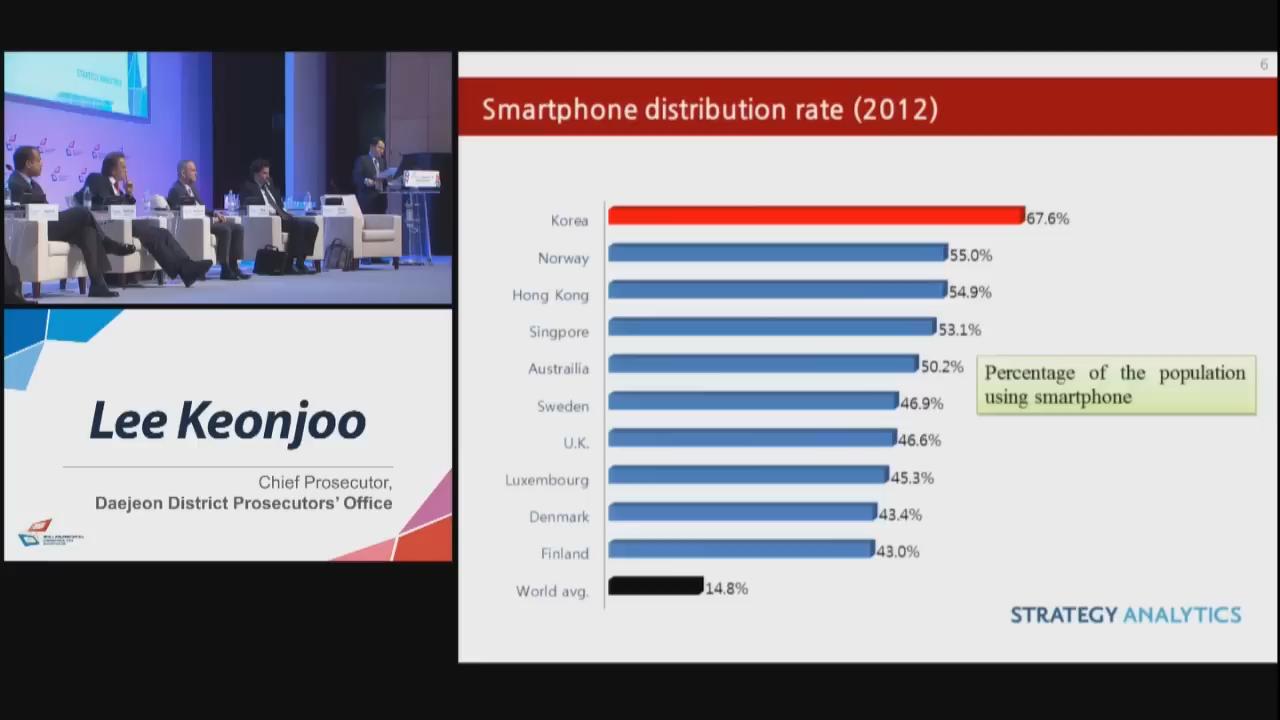 6
Smartphone distribution rate (2012)
Korea 67.6%
Norway 55.0%
Hong Kong 54.9%
Singpore 53.1%
Austrailia 50.2%
Sweden 46.9%
U.K. 46.6%
Luxembourg 45.3%
Denmark 43.4%
Finland 43.0%
World avg. 14.8%
Percentage of the population
using smartphone
STRATEGY ANALYTICS
Lee Keonjoo
Chief Prosecutor,
Daejeon District Prosecutors' Office